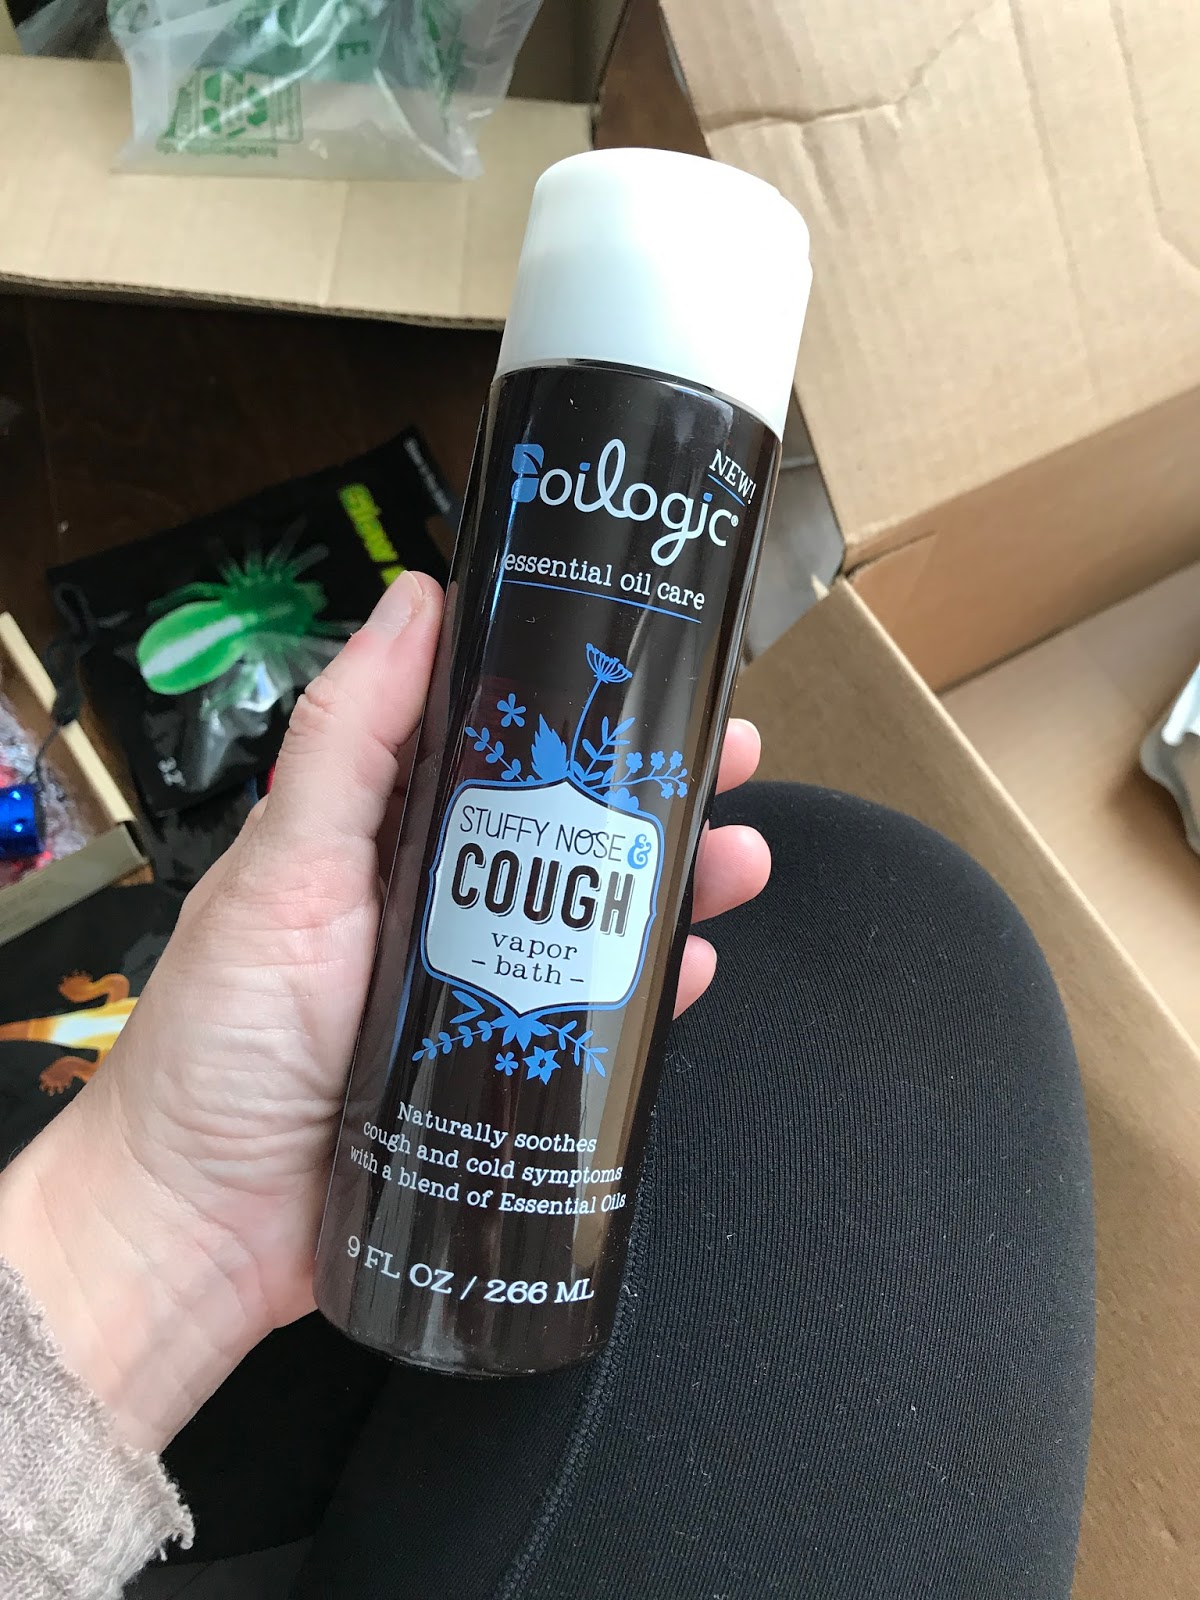 oilogic®
NEW!
essential oil care
STUFFY NOSE &
COUGH
vapor
- bath -
Naturally soothes
cough and cold symptoms
with a blend of Essential Oils
9 FL OZ / 266 ML